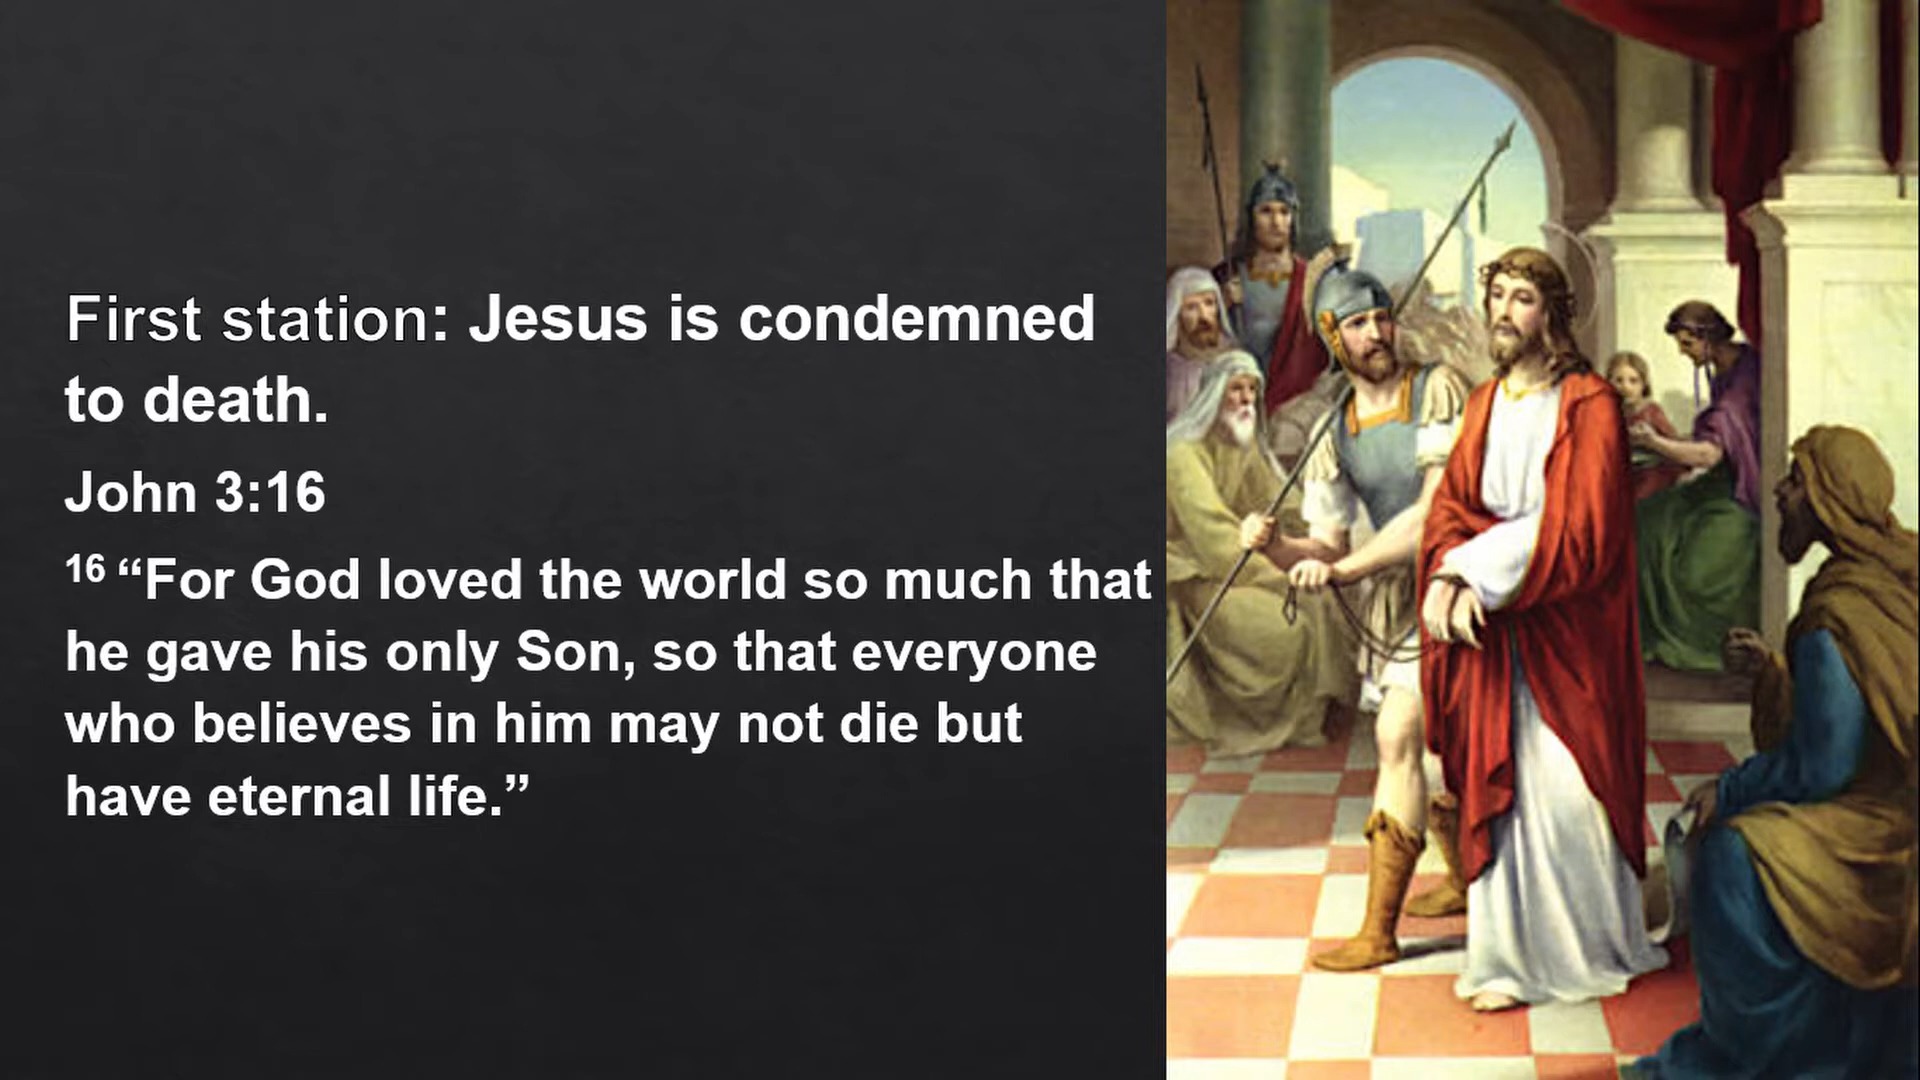 First station: Jesus is condemned
to death.
John 3:16
16 “For God loved the world so much that
he gave his only Son, so that everyone
who believes in him may not die but
have eternal life.”